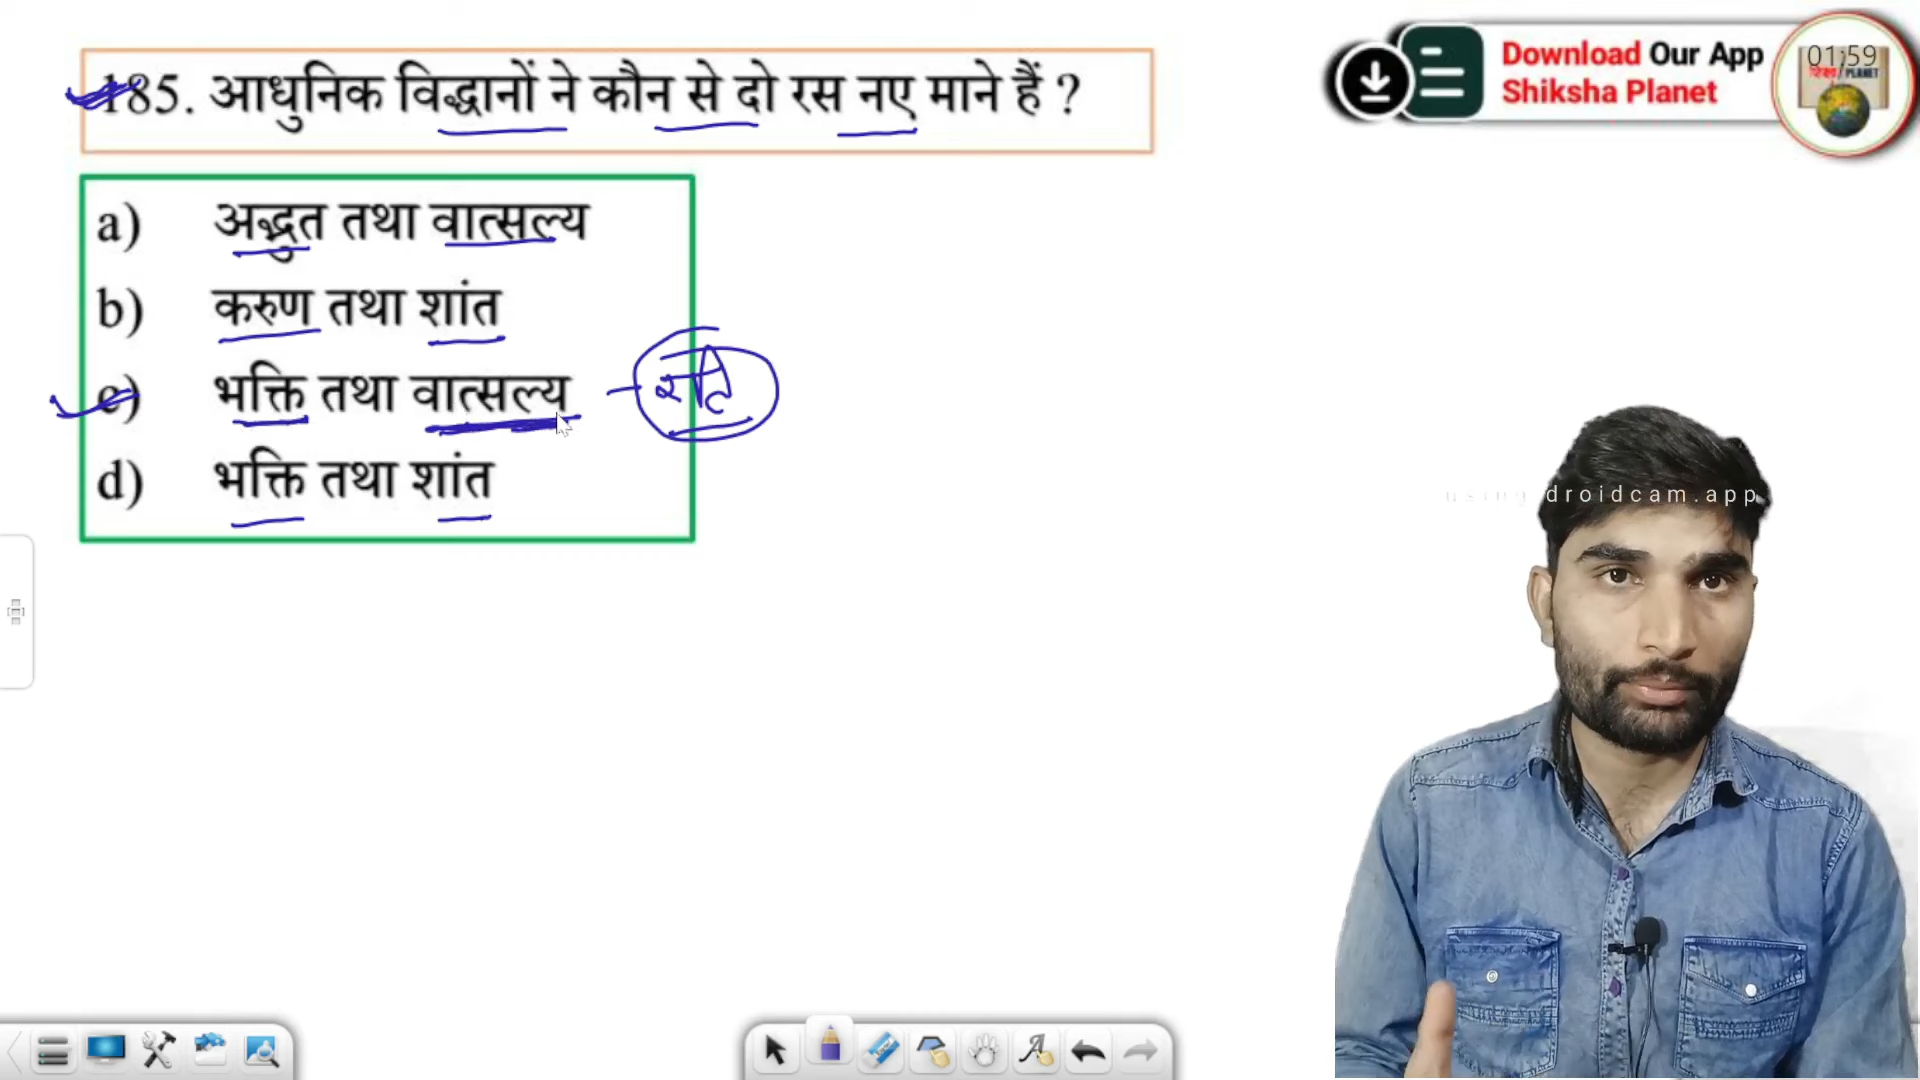 185. आधुनिक विद्धानों ने कौन से दो रस नए माने हैं ?
a) अद्भुत तथा वात्सल्य
b) करुण तथा शांत
c) भक्ति तथा वात्सल्य
रति
d) भक्ति तथा शांत
Download Our App
Shiksha Planet
01:59
using droidcam.app